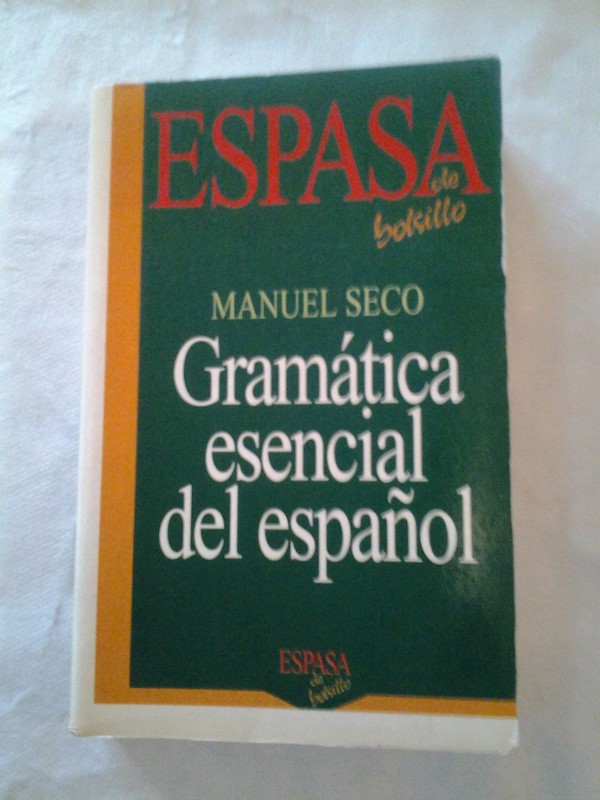 ESPASA
de
bolsillo
MANUEL SECO
Gramática
esencial
del español
ESPASA
de
bolsillo